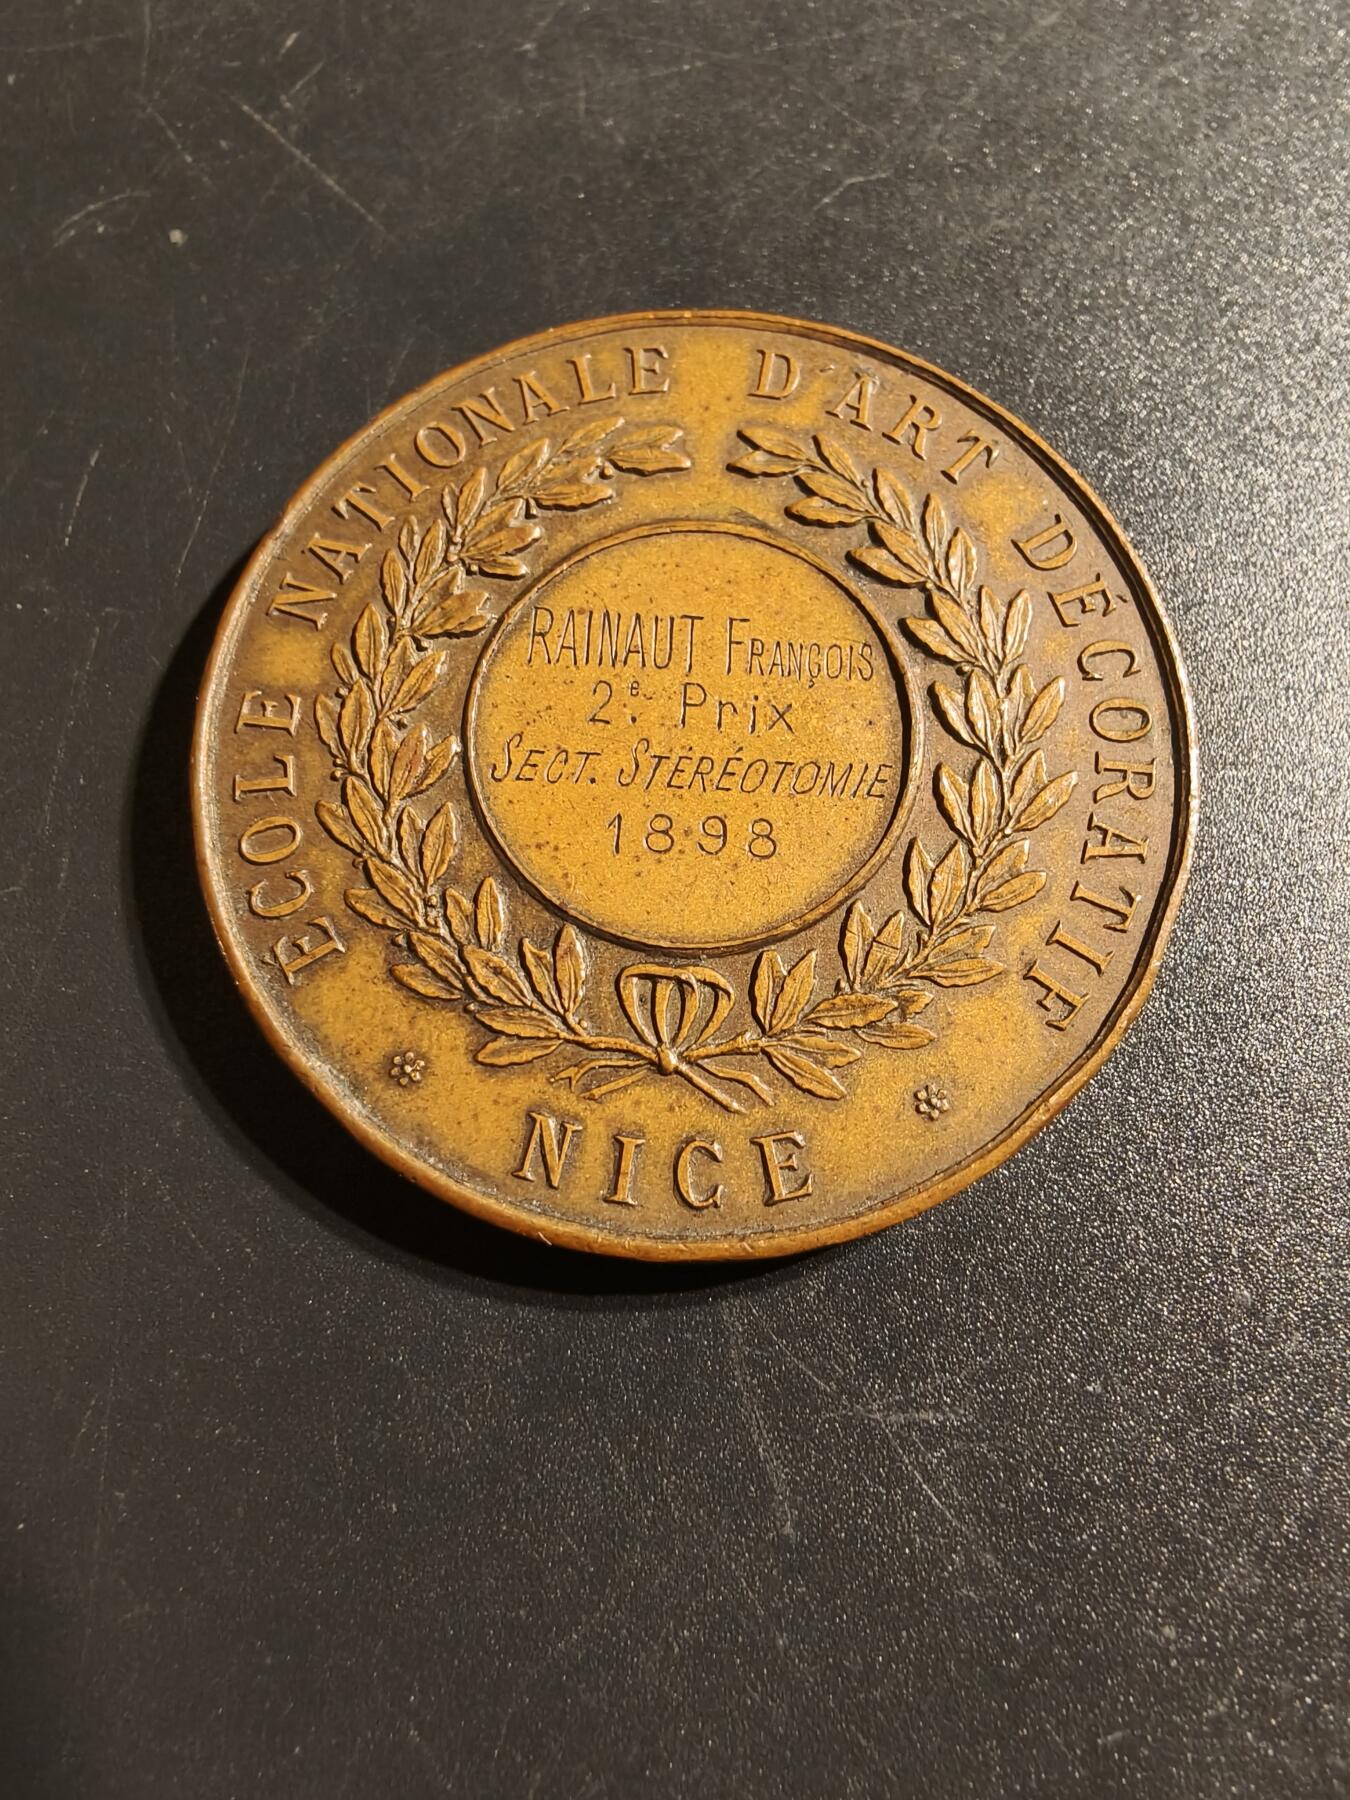 ÉCOLE NATIONALE D'ART DÉCORATIF
RAINAUT FRANÇOIS
2e. Prix
SECT. STÉRÉOTOMIE
1898
NICE